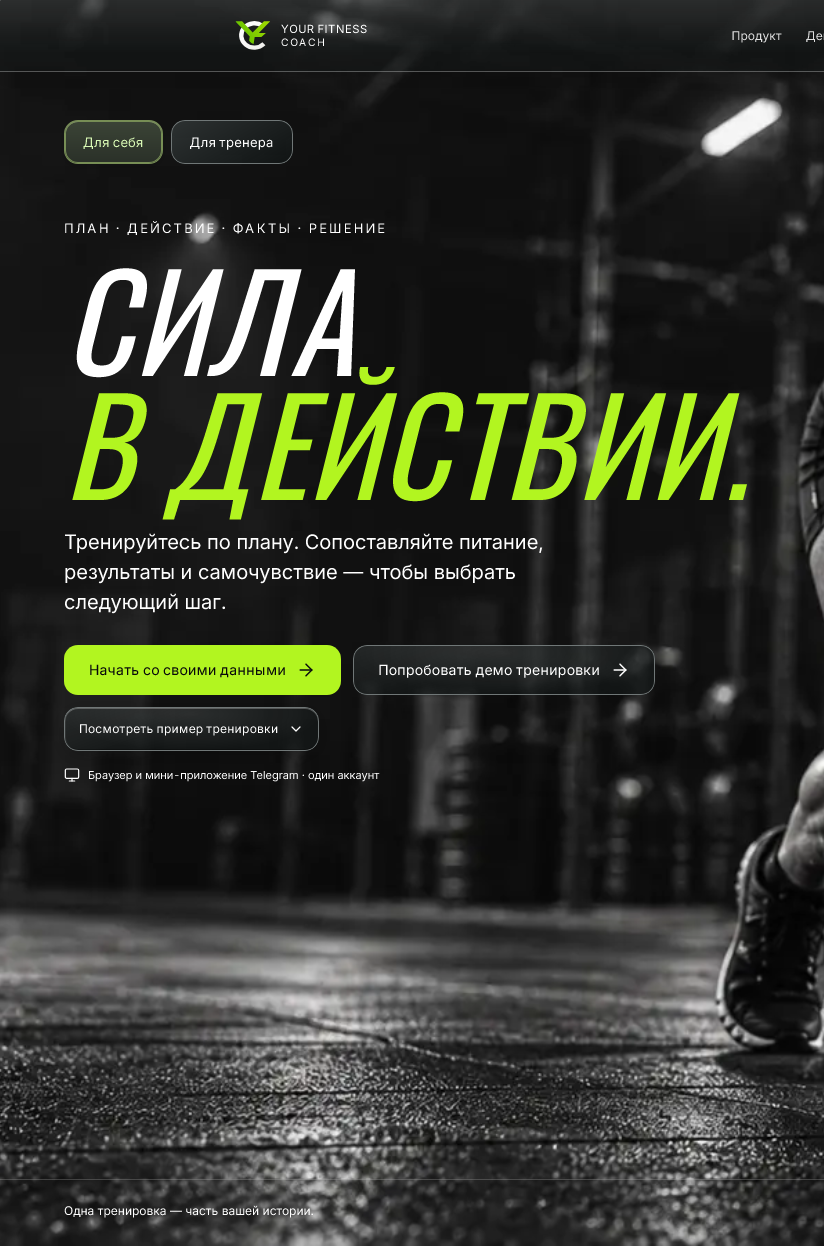 YOUR FITNESS
COACH
Продукт
Для себя
Для тренера
ПЛАН · ДЕЙСТВИЕ · ФАКТЫ · РЕШЕНИЕ
СИЛА
В ДЕЙСТВИИ.
Тренируйтесь по плану. Сопоставляйте питание,
результаты и самочувствие — чтобы выбрать
следующий шаг.
Начать со своими данными
Попробовать демо тренировки
Посмотреть пример тренировки
Браузер и мини-приложение Telegram · один аккаунт
Одна тренировка — часть вашей истории.